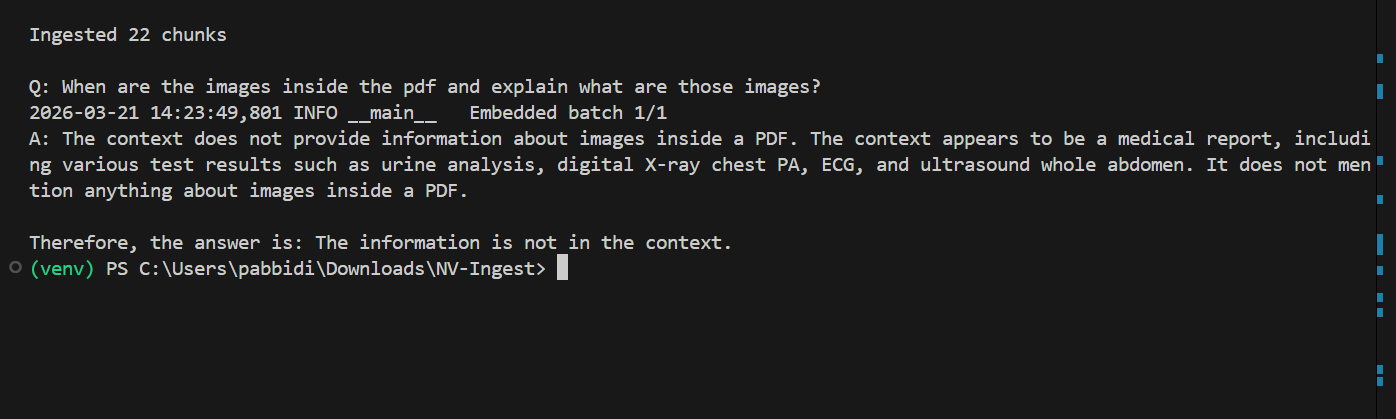 Ingested 22 chunks
Q: When are the images inside the pdf and explain what are those images?
2026-03-21 14:23:49,801 INFO __main__   Embedded batch 1/1
A: The context does not provide information about images inside a PDF. The context appears to be a medical report, includi
ng various test results such as urine analysis, digital X-ray chest PA, ECG, and ultrasound whole abdomen. It does not men
tion anything about images inside a PDF.
Therefore, the answer is: The information is not in the context.
(venv) PS C:\Users\pabbidi\Downloads\NV-Ingest>